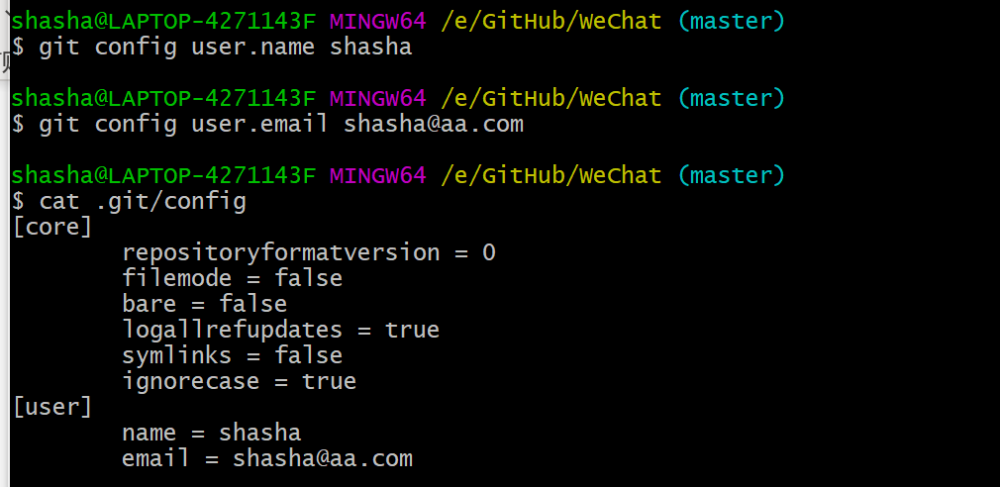 shasha@LAPTOP-4271143F MINGW64 /e/GitHub/WeChat (master)
$ git config user.name shasha
shasha@LAPTOP-4271143F MINGW64 /e/GitHub/WeChat (master)
$ git config user.email shasha@aa.com
shasha@LAPTOP-4271143F MINGW64 /e/GitHub/WeChat (master)
$ cat .git/config
[core]
repositoryformatversion = 0
filemode = false
bare = false
logallrefupdates = true
symlinks = false
ignorecase = true
[user]
name = shasha
email = shasha@aa.com